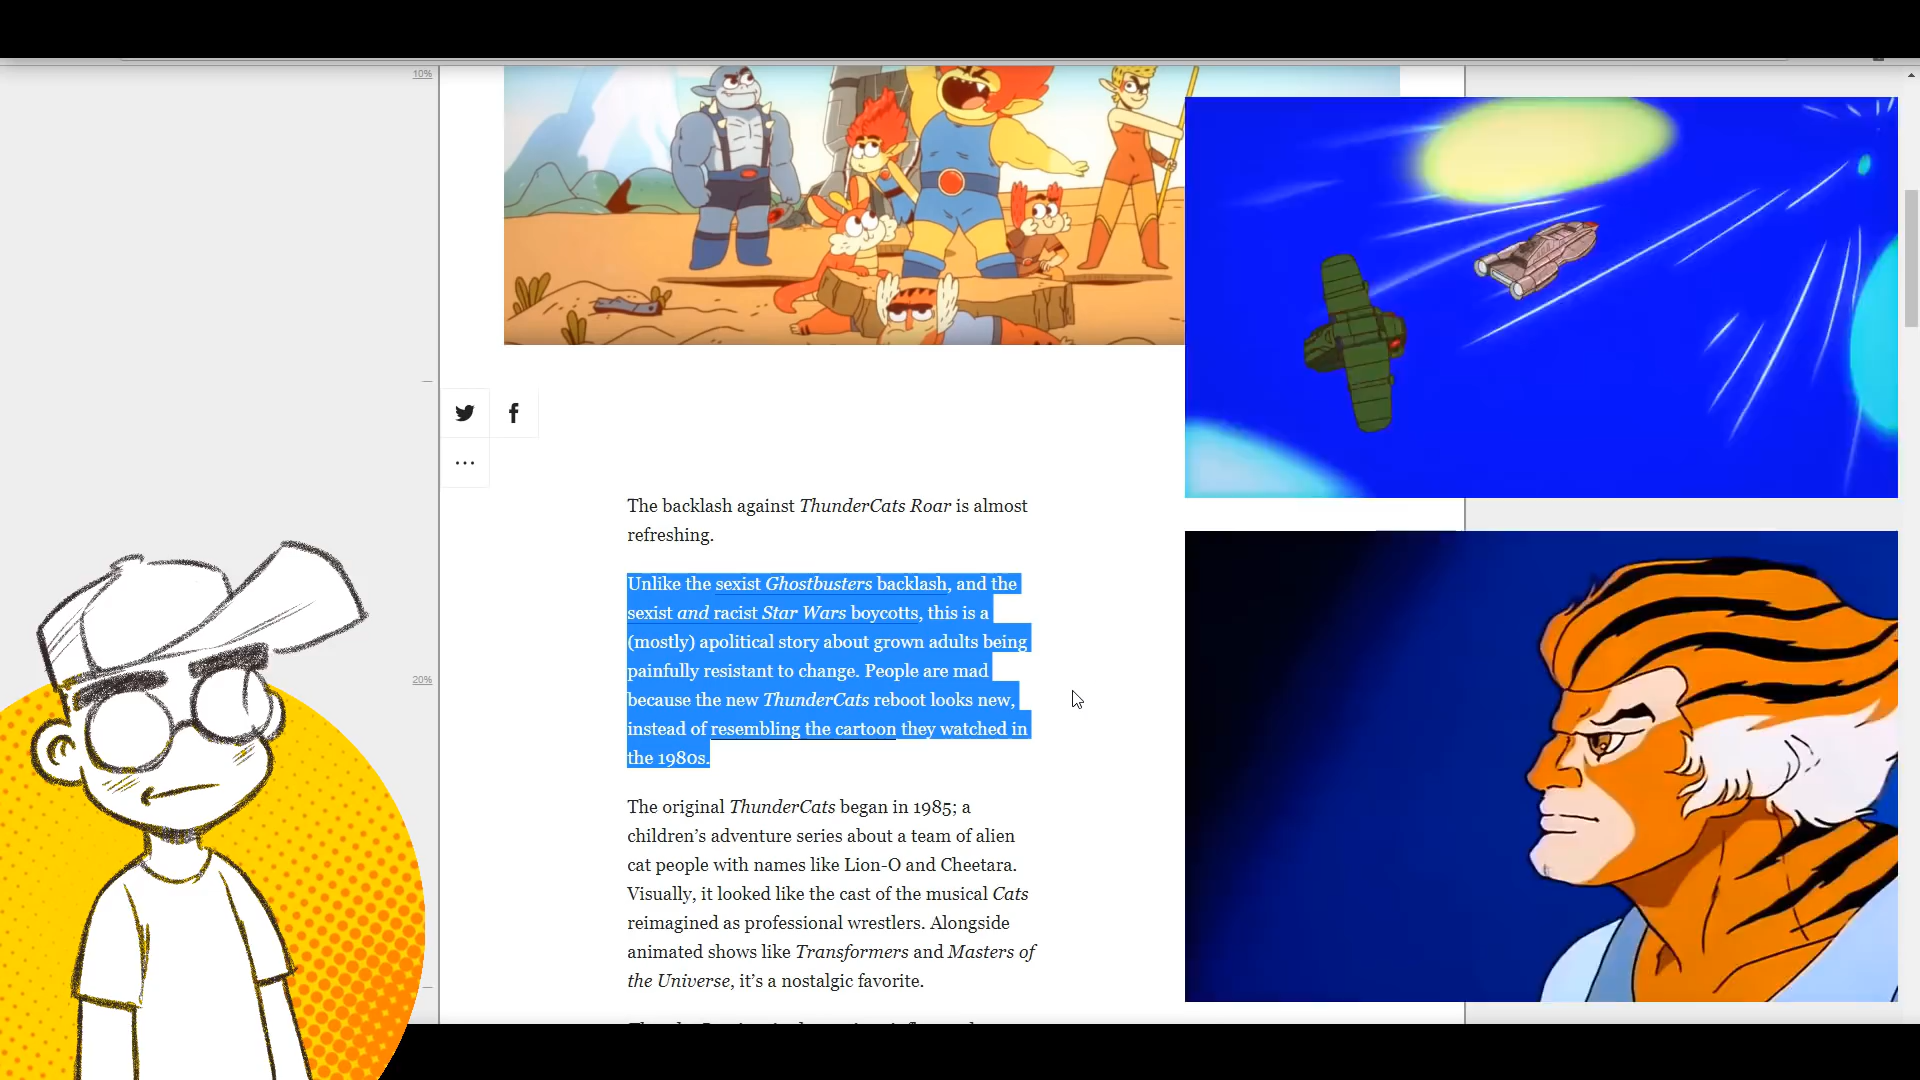 10%
The backlash against ThunderCats Roar is almost
refreshing.
Unlike the sexist Ghostbusters backlash, and the
sexist and racist Star Wars boycotts, this is a
(mostly) apolitical story about grown adults being
painfully resistant to change. People are mad
20%
because the new ThunderCats reboot looks new,
instead of resembling the cartoon they watched in
the 1980s.
The original ThunderCats began in 1985; a
children’s adventure series about a team of alien
cat people with names like Lion-O and Cheetara.
Visually, it looked like the cast of the musical Cats
reimagined as professional wrestlers. Alongside
animated shows like Transformers and Masters of
the Universe, it’s a nostalgic favorite.